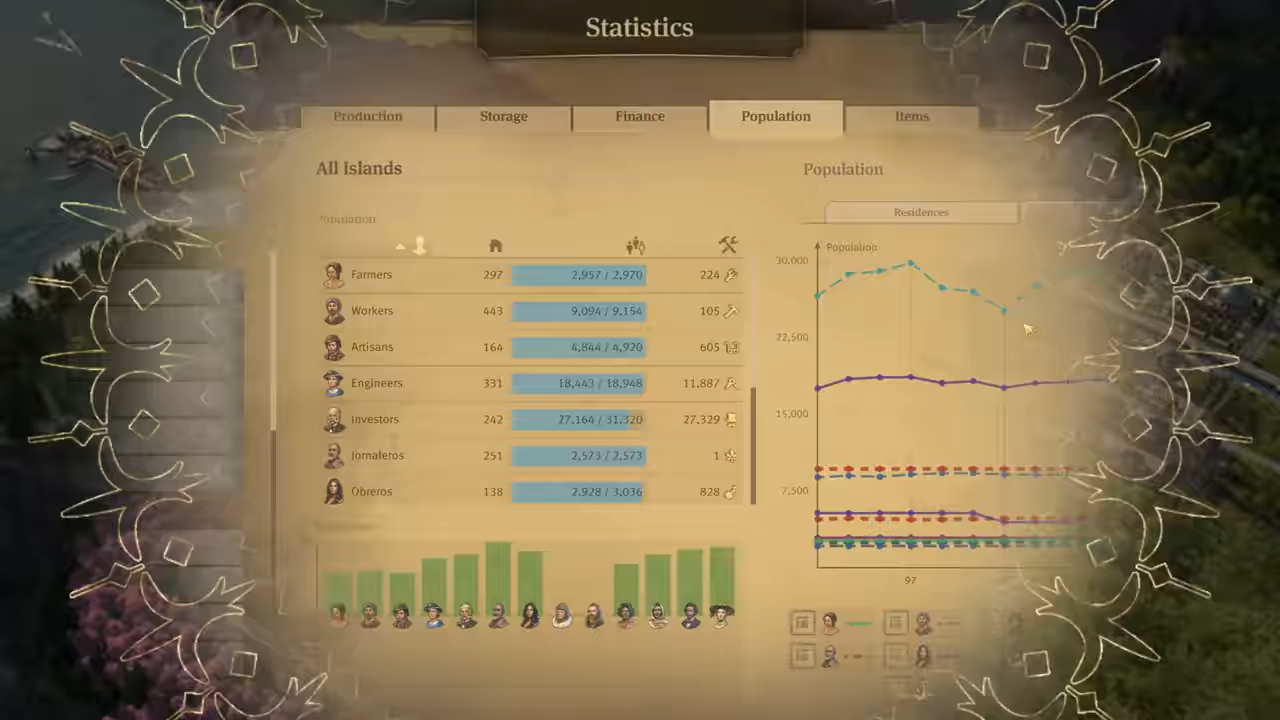 Statistics
Production Storage Finance Population Items
All Islands
Population
Farmers 297 2,957 / 2,970 224
Workers 443 9,094 / 9,154 105
Artisans 164 4,844 / 4,920 605
Engineers 331 18,443 / 18,948 11,887
Investors 242 27,164 / 31,320 27,329
Jornaleros 251 2,573 / 2,573 1
Obreros 138 2,928 / 3,036 828
Population
Residences
Population
30,000
22,500
15,000
7,500
97